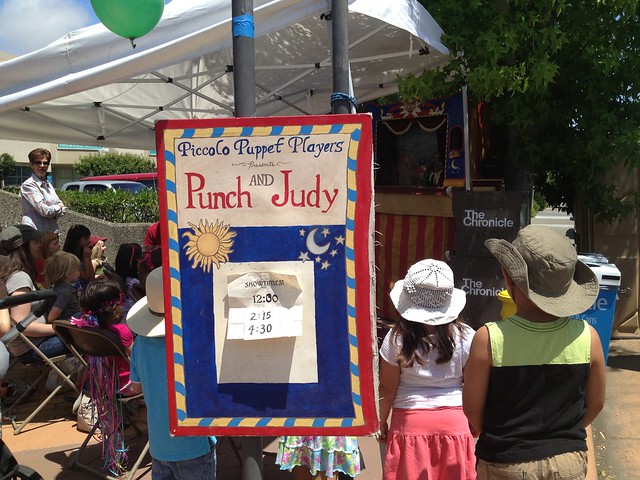 Piccolo Puppet Players
Presents
Punch AND Judy
SHOWTIMES!
12:00
2:15
4:30
The
Chronicle
The
Chronicle